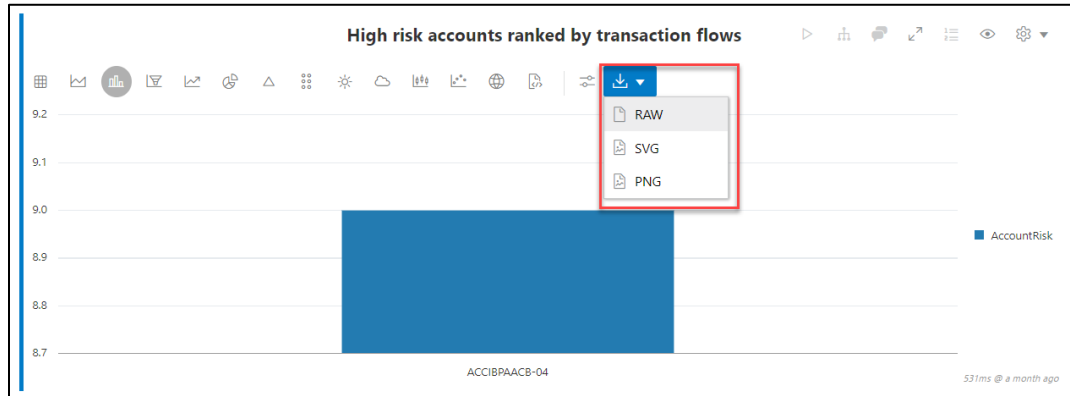 High risk accounts ranked by transaction flows
RAW
SVG
PNG
9.2
9.1
9.0
8.9
8.8
8.7
AccountRisk
ACCIBPAACB-04
531ms @ a month ago